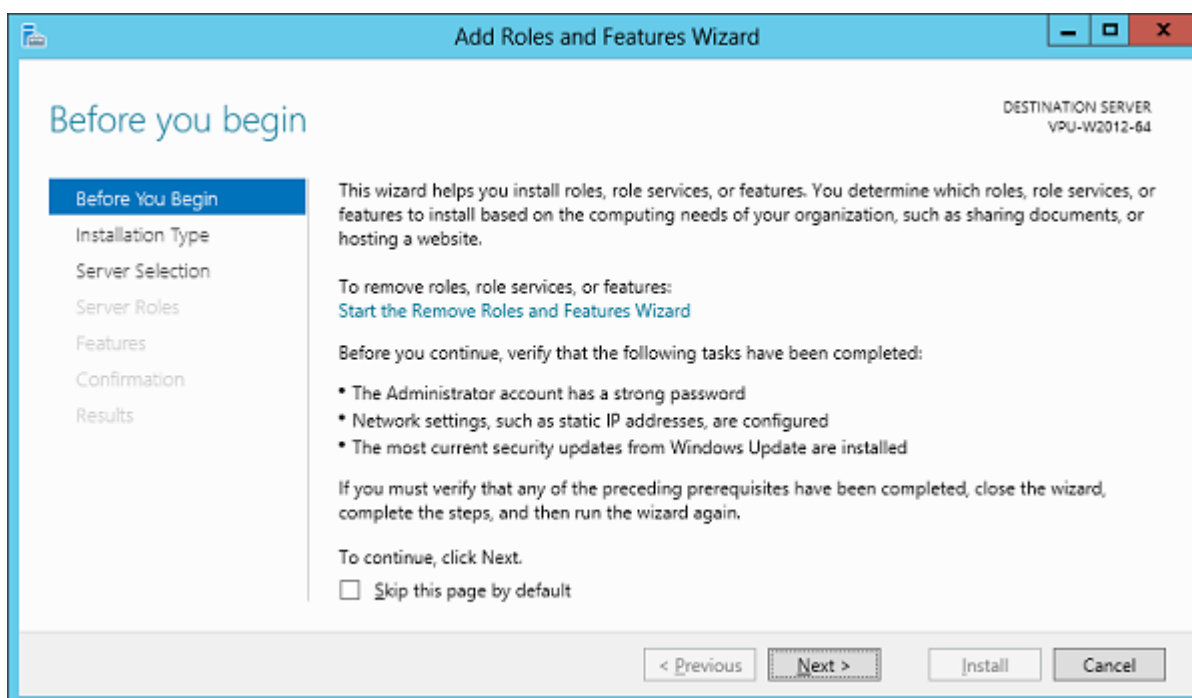 Add Roles and Features Wizard
Before you begin
DESTINATION SERVER
VPU-W2012-64
Before You Begin
Installation Type
Server Selection
Server Roles
Features
Confirmation
Results
This wizard helps you install roles, role services, or features. You determine which roles, role services, or
features to install based on the computing needs of your organization, such as sharing documents, or
hosting a website.
To remove roles, role services, or features:
Start the Remove Roles and Features Wizard
Before you continue, verify that the following tasks have been completed:
• The Administrator account has a strong password
• Network settings, such as static IP addresses, are configured
• The most current security updates from Windows Update are installed
If you must verify that any of the preceding prerequisites have been completed, close the wizard,
complete the steps, and then run the wizard again.
To continue, click Next.
Skip this page by default
< Previous
Next >
Install
Cancel